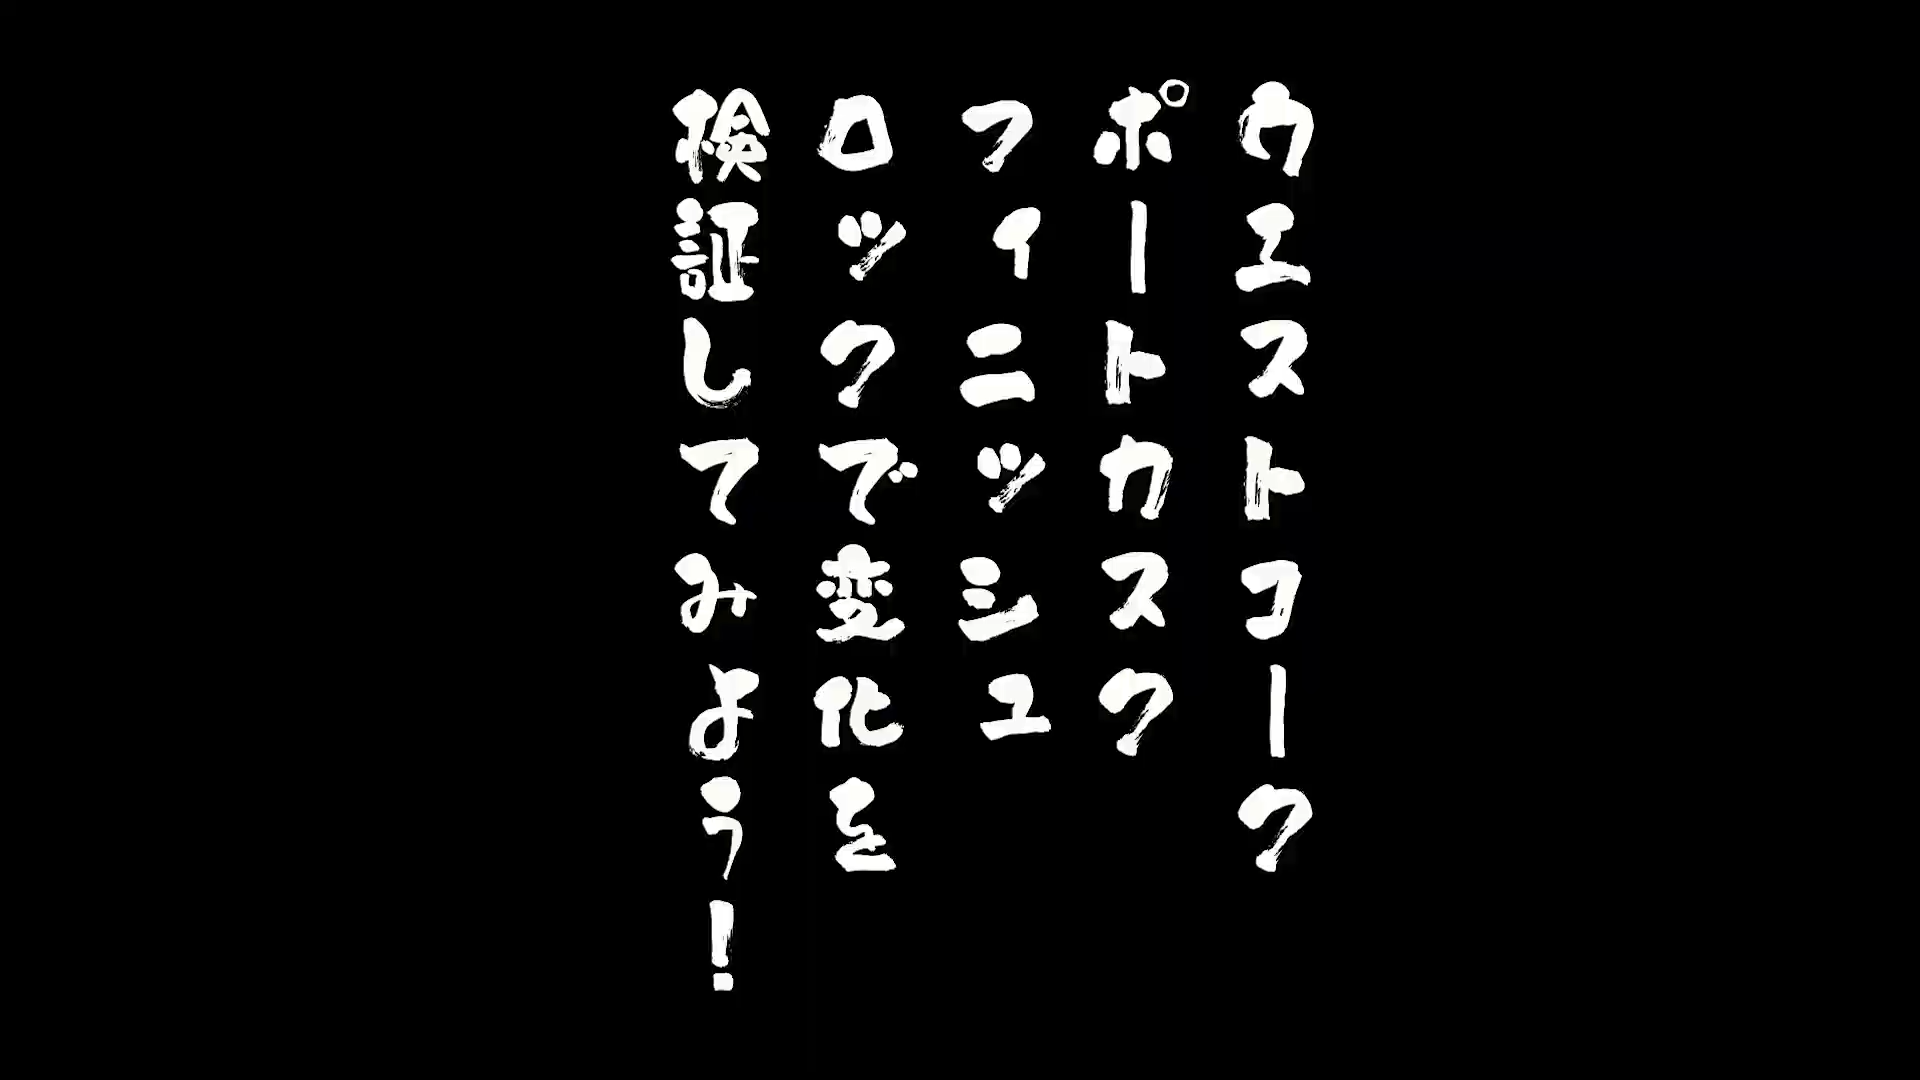 ウエストコーク
ポートカスク
フィニッシュ
ロックで変化を
検証してみよう!